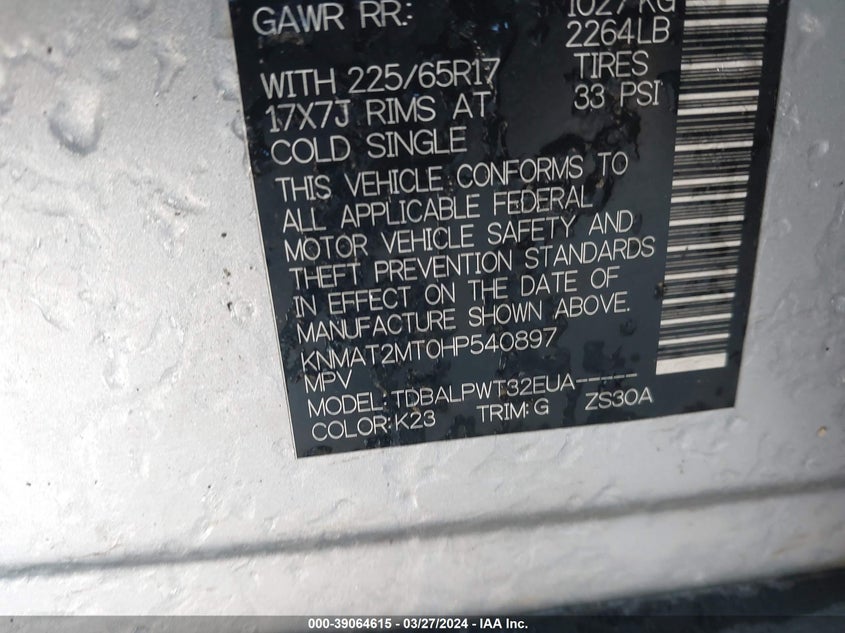 GAWR RR: 1027 KG
2264LB
WITH 225/65R17 TIRES
17X7J RIMS AT 33 PSI
COLD SINGLE
THIS VEHICLE CONFORMS TO
ALL APPLICABLE FEDERAL
MOTOR VEHICLE SAFETY AND
THEFT PREVENTION STANDARDS
IN EFFECT ON THE DATE OF
MANUFACTURE SHOWN ABOVE.
KNMAT2MT0HP540897
MPV
MODEL:TDBALPWT32EUA-----
COLOR:K23 TRIM:G ZS30A
000-39064615 — 03/27/2024 — IAA Inc.